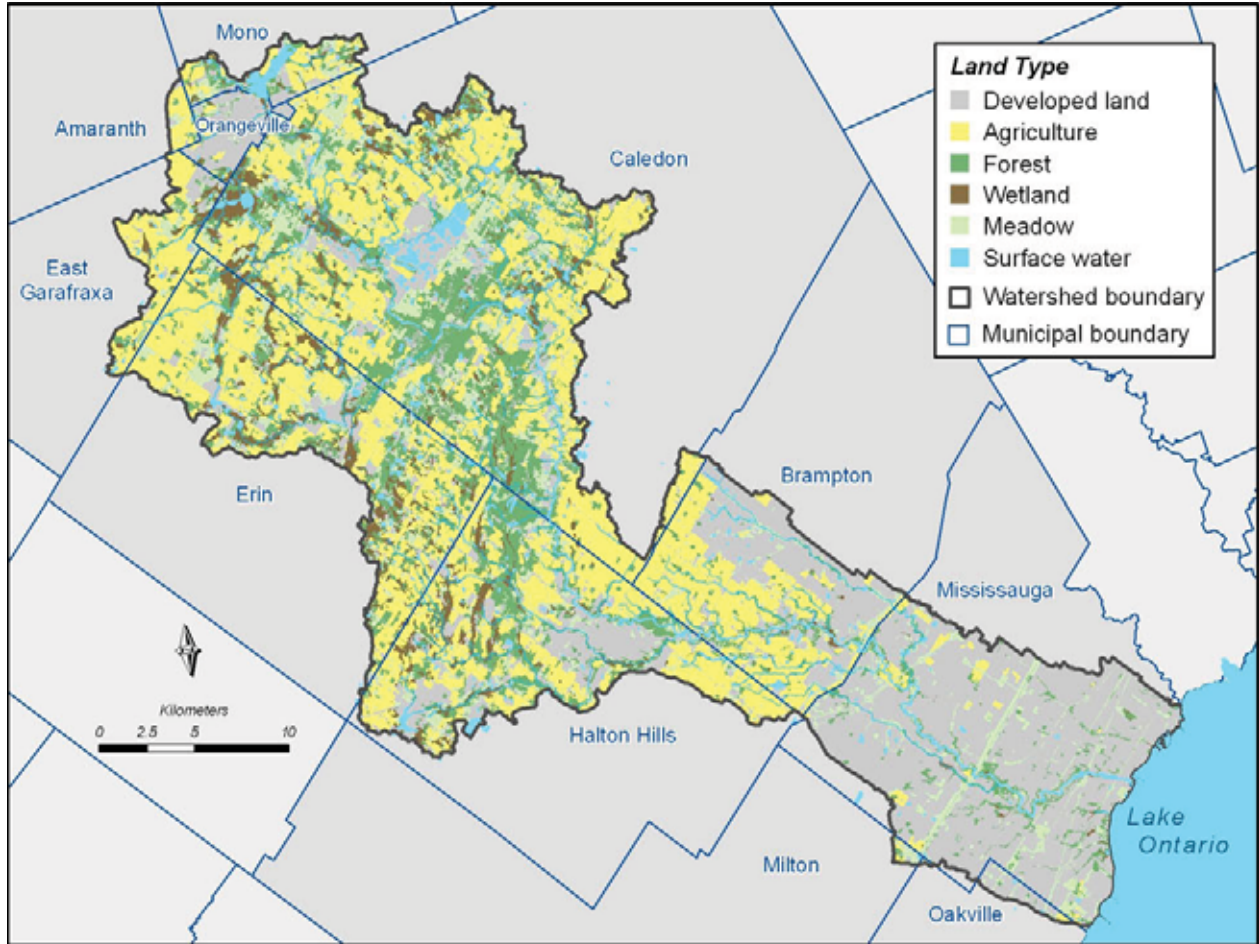 Mono
Orangeville
Amaranth
Caledon
East
Garafraxa
Erin
Brampton
Mississauga
Halton Hills
Milton
Oakville
Lake
Ontario
Land Type
Developed land
Agriculture
Forest
Wetland
Meadow
Surface water
Watershed boundary
Municipal boundary
Kilometers
0 2.5 5 10